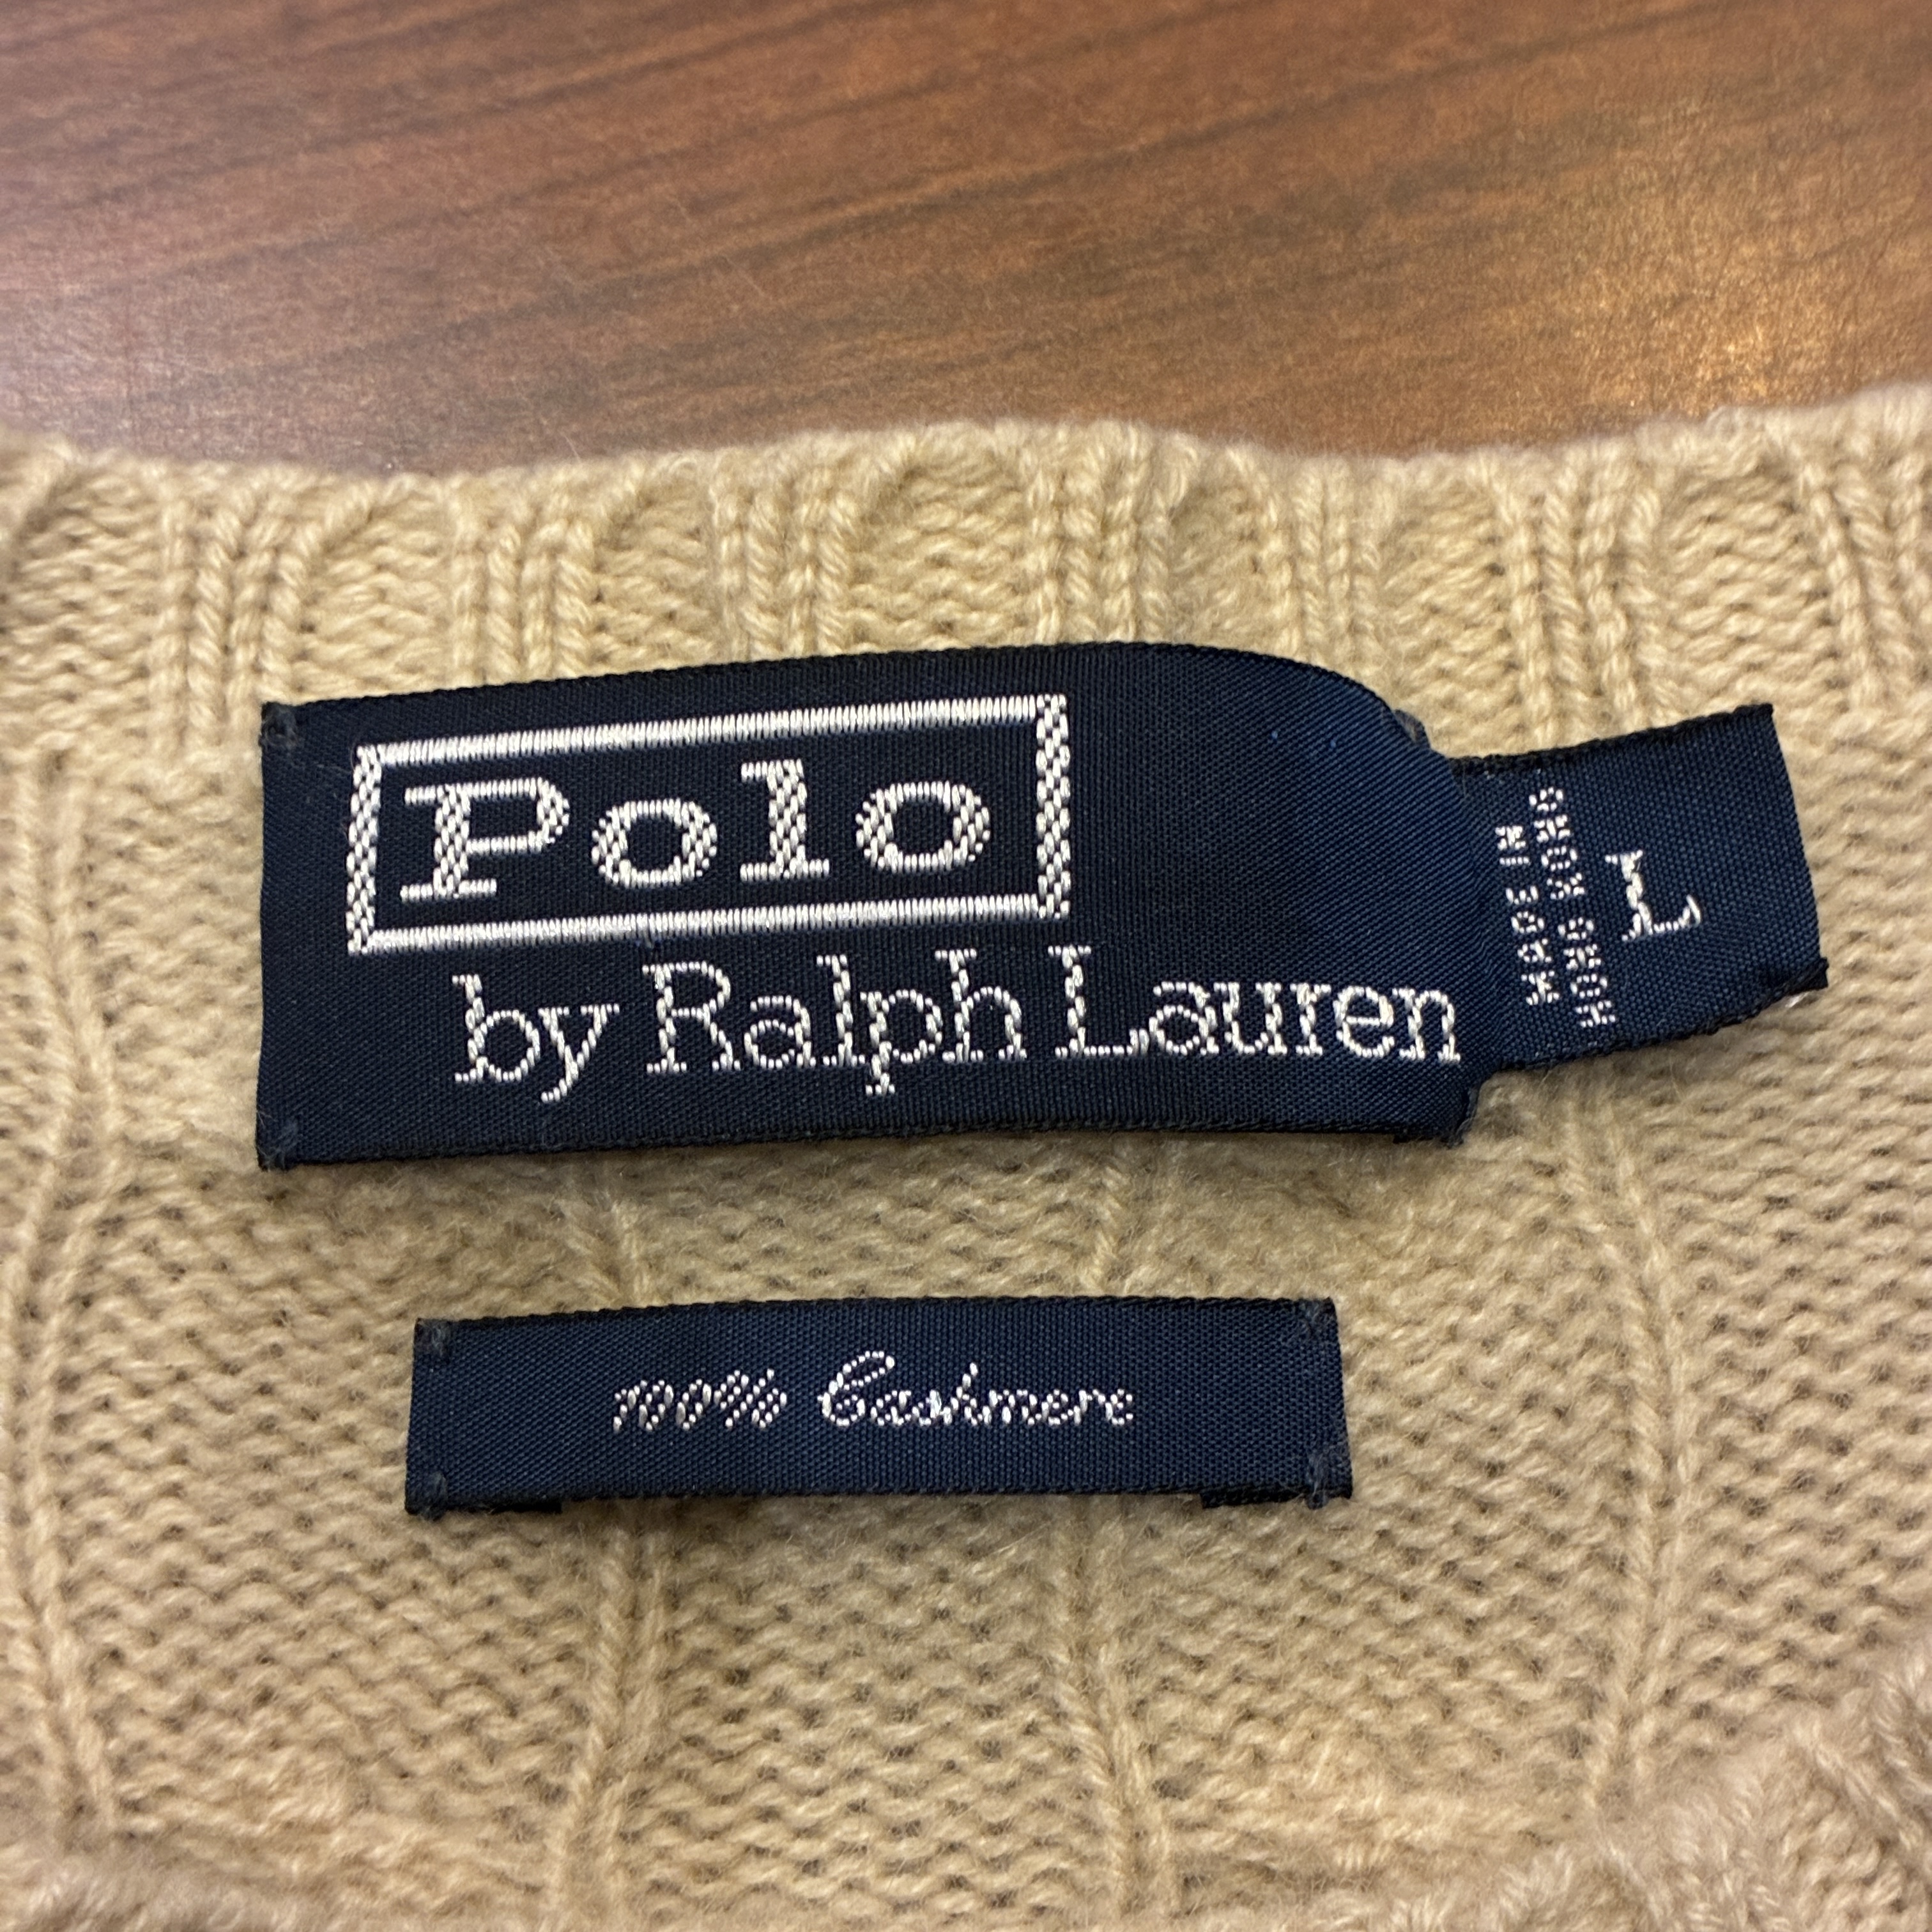 Polo
by Ralph Lauren
MADE IN
HONG KONG
L
100% Cashmere